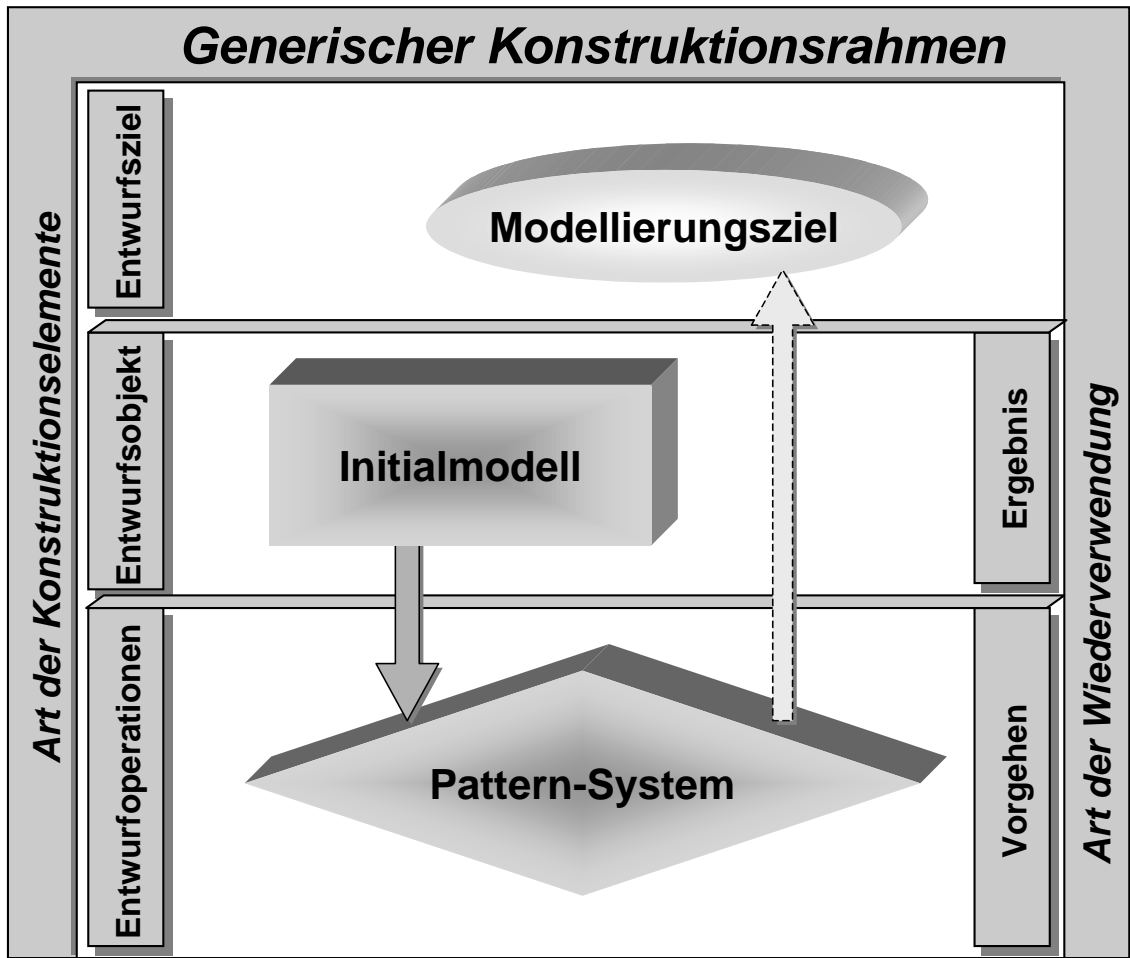 Generischer Konstruktionsrahmen
Art der Konstruktionselemente
Entwurfsziel
Modellierungsziel
Entwurfsobjekt
Initialmodell
Ergebnis
Entwurfoperationen
Pattern-System
Vorgehen
Art der Wiederverwendung